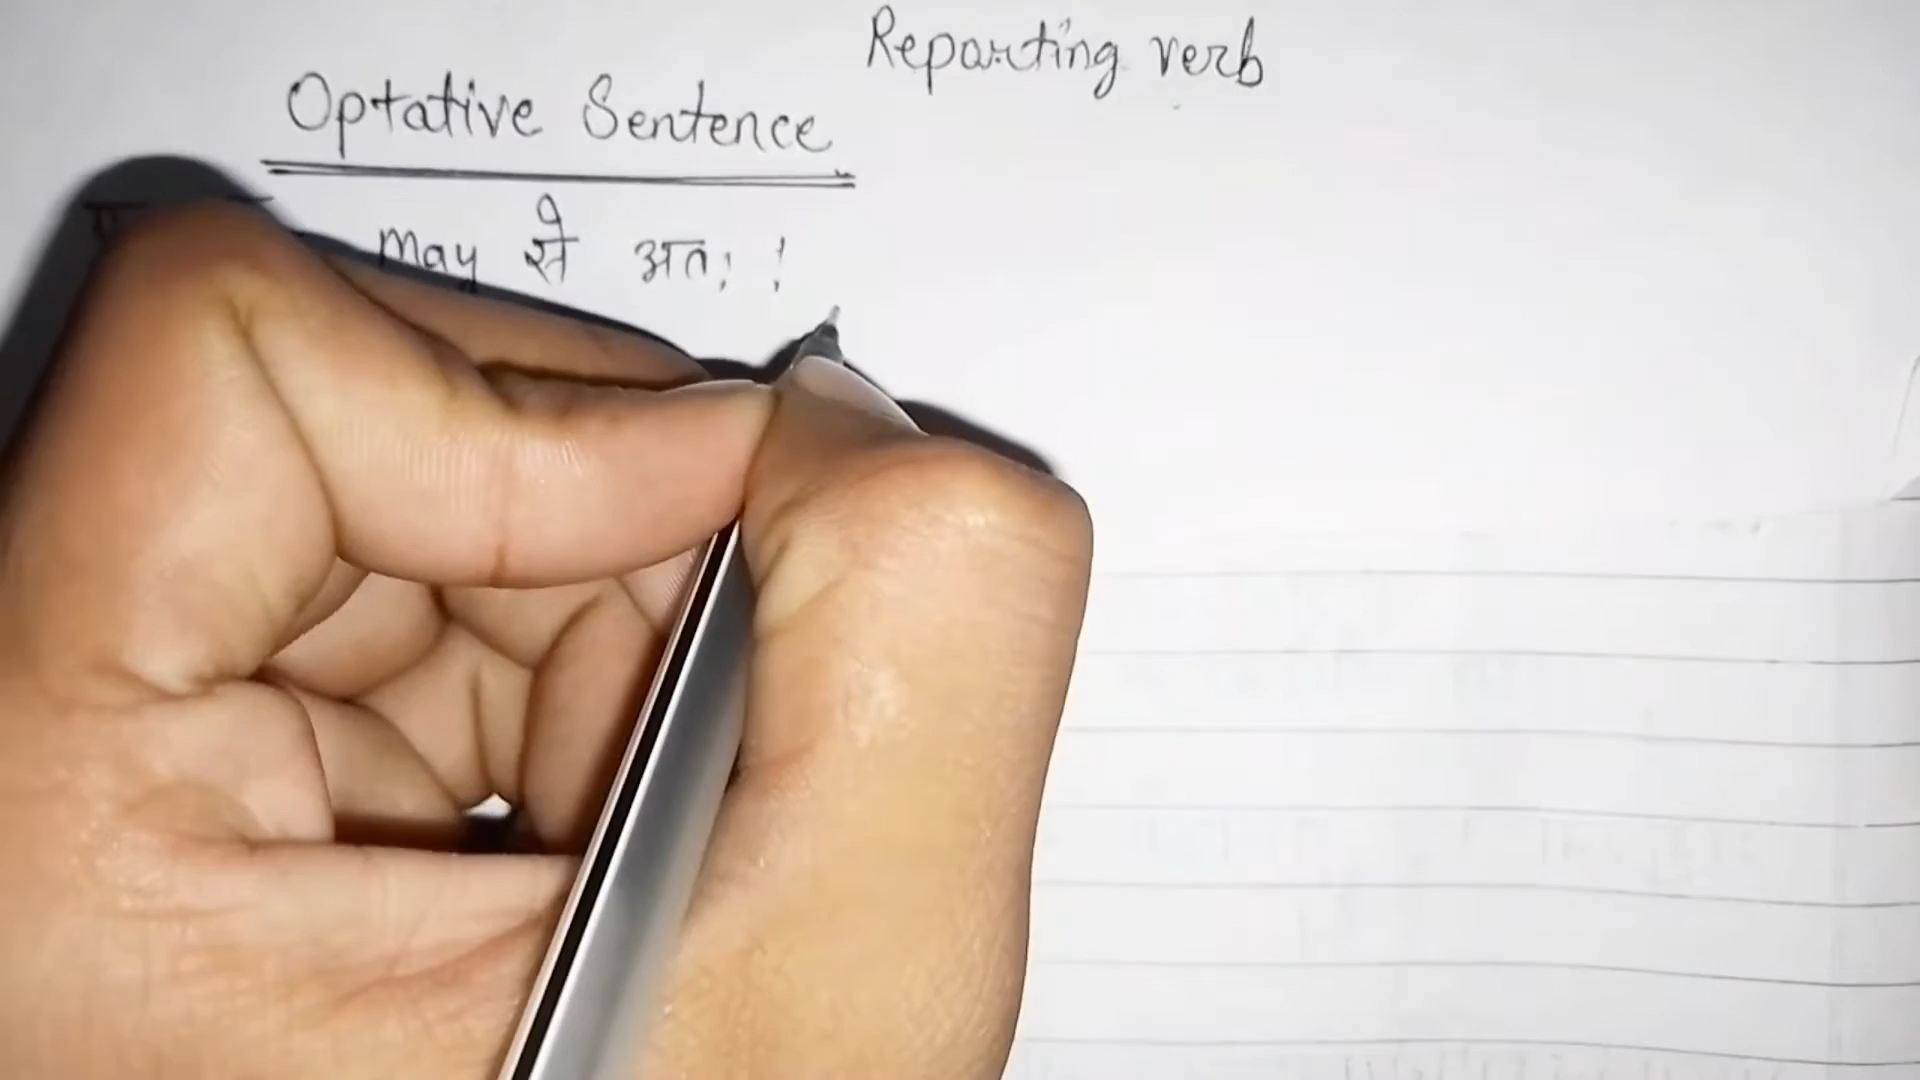 Reporting verb
Optative Sentence
May से अत; !